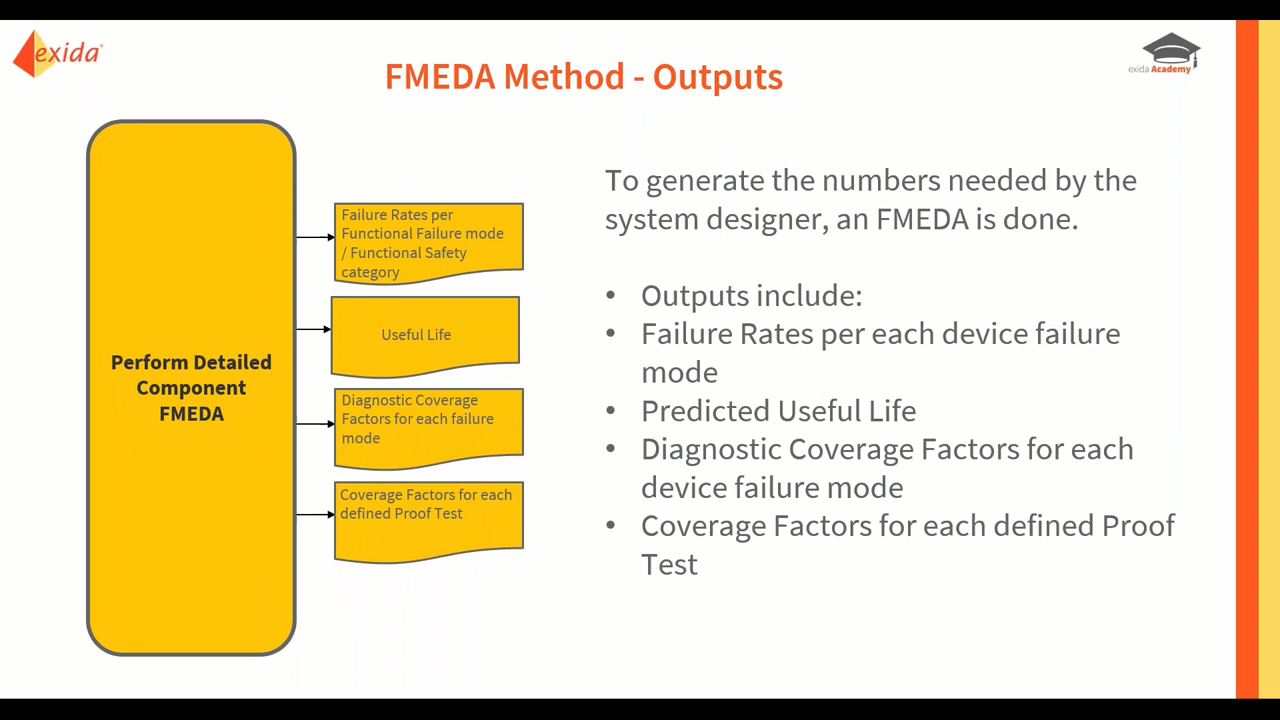 exida
exida Academy
FMEDA Method - Outputs
Perform Detailed
Component
FMEDA
Failure Rates per
Functional Failure mode
/ Functional Safety
category
Useful Life
Diagnostic Coverage
Factors for each failure
mode
Coverage Factors for each
defined Proof Test
To generate the numbers needed by the
system designer, an FMEDA is done.
• Outputs include:
• Failure Rates per each device failure
mode
• Predicted Useful Life
• Diagnostic Coverage Factors for each
device failure mode
• Coverage Factors for each defined Proof
Test